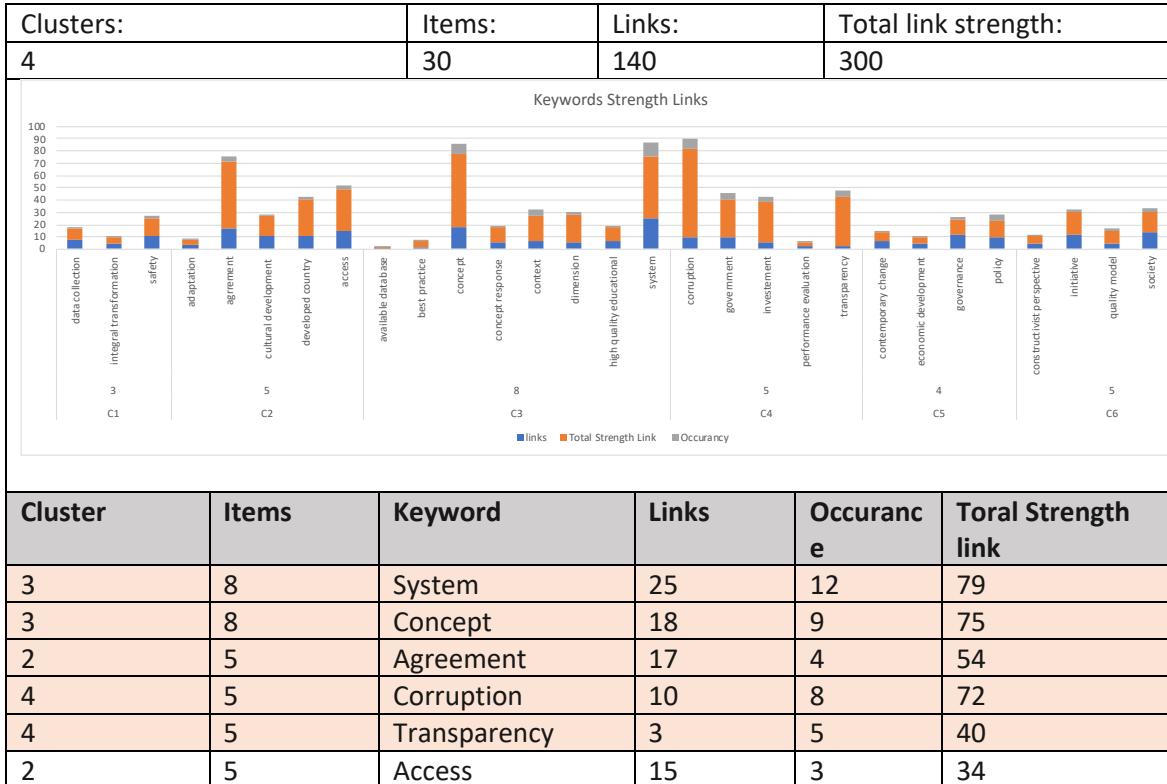 Clusters: Items: Links: Total link strength:
4 30 140 300
Keywords Strength Links
100
90
80
70
60
50
40
30
20
10
0
data collection
integral transformation
safety
adaptation
agrrement
cultural development
developed country
access
available database
best pritctice
concept
concept response
context
dimension
high quality educational
system
corruption
government
investement
performance evaluation
transparency
contemporary change
economic development
governance
policy
constructivist perspective
initiative
quality model
society
3 5 8 5 4 5
C1 C2 C3 C4 C5 C6
links Total Strength Link Occurancy
Cluster Items Keyword Links Occuranc Toral Strength
e link
3 8 System 25 12 79
3 8 Concept 18 9 75
2 5 Agreement 17 4 54
4 5 Corruption 10 8 72
4 5 Transparency 3 5 40
2 5 Access 15 3 34